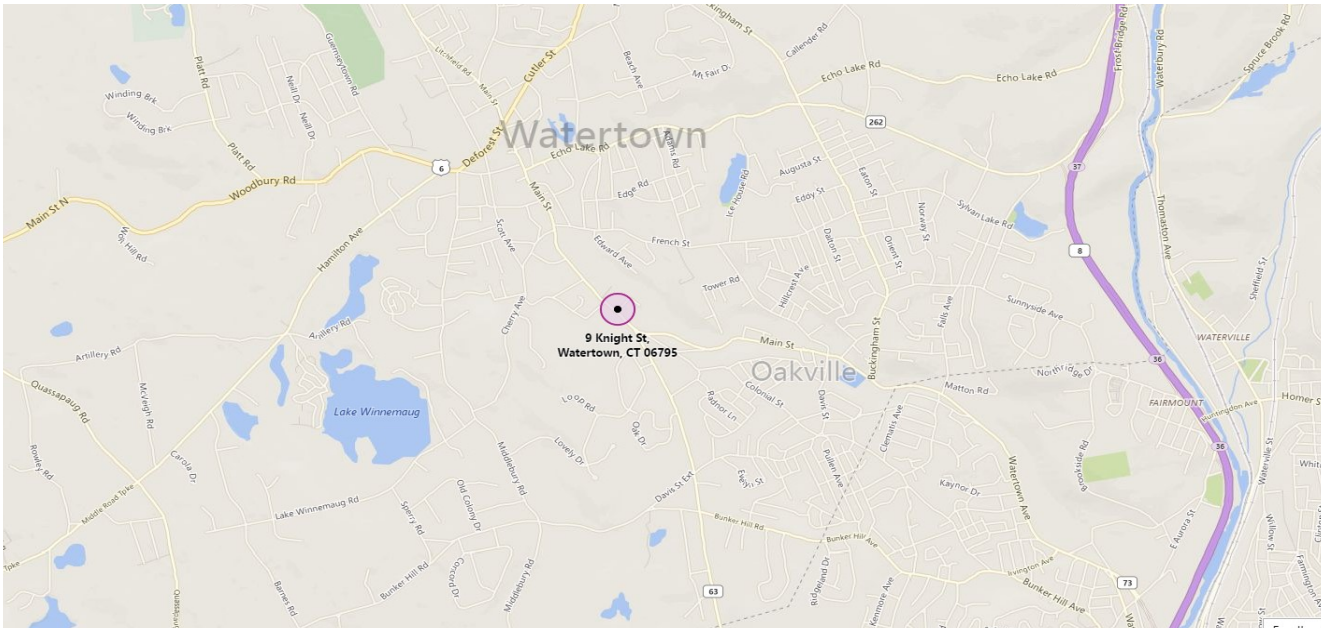 Buckingham St
Platt Rd
Guernseytown Rd
Litchfield Rd
Main St
Cutler St
Beach Ave
Mt Fair D
Callender Rd
Echo Lake Rd
Echo Lake Rd
Frost Bridge Rd
Waterbury Rd
Spruce Brook Rd
Winding Brk
Winding Brk
Neill Dr
Neill Dr
262
Watertown
Platt Rd
6
Deforest St
Echo Lake Rd
Adams Rd
Woodbury Rd
Edge Rd
Ice House Rd
Augusta St
Eaton St
Eddy St
37
Main St N
Main St
Norway St
Sylvan Lake Rd
Thomaston Ave
Scott Ave
Hamilton Ave
Edward Ave
French St
Dalton St
Orient St
8
Sheffield St
Tower Rd
Hillcrest Ave
Cherry Ave
Sunnyside Ave
Falls Ave
Artillery Rd
9 Knight St,
Watertown, CT 06795
Main St
Buckingham St
WATERVILLE
Artillery Rd
36
Oakville
Northridge Dr
Quassapaug Rd
McVeigh Rd
Loop Rd
Radnor Ln
Colonial St
Davis St
Matton Rd
FAIRMOUNT
Huntingdon Ave
Homer S
Lake Winnemaug
Oak Dr
Clematis Ave
36
Rowley Rd
Carola Dr
Lovely Dr
Middlebury Rd
Pullen Ave
Brookside Rd
Waterville St
Whit
Davis St Ext
Kaynor Dr
Watertown Ave
Middle Road Tpke
Lake Winnemaug Rd
Sperry Rd
Old Colony Dr
Bunker Hill Rd
Bunker Hill Ave
E Aurora St
Willow St
Clinton
Tpke
Barnes Rd
Bunker Hill Rd
Concord Dr
Middlebury Rd
63
Ridgeland Dr
Kenmore Ave
Bunker Hill Ave
73
Farmington Av